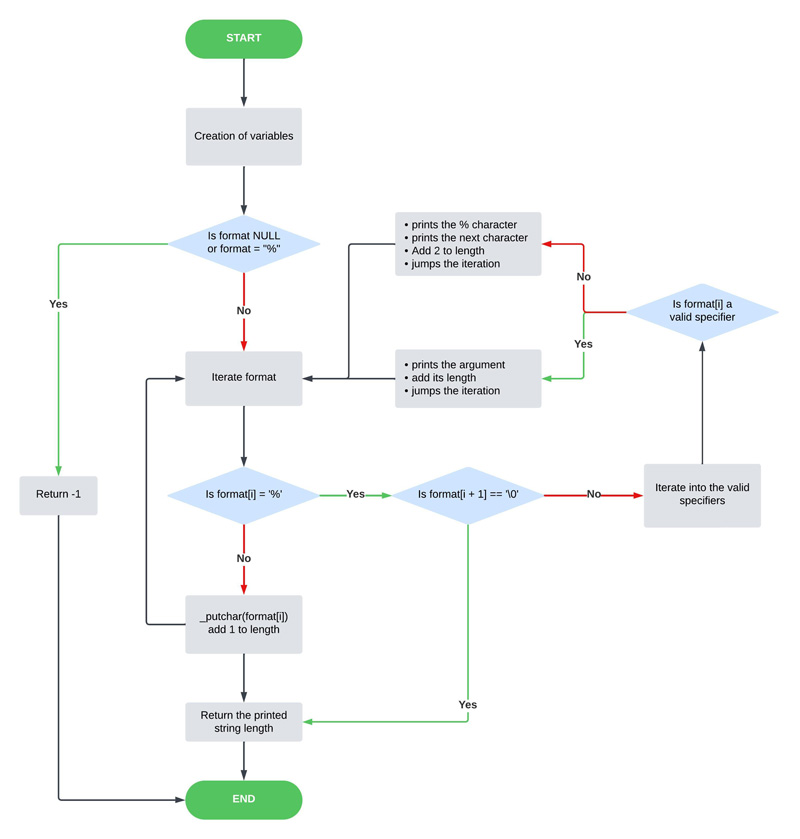 START
Creation of variables
Is format NULL
or format = "%"
Yes
No
Iterate format
• prints the % character
• prints the next character
• Add 2 to length
• jumps the iteration
No
Is format[i] a
valid specifier
Yes
• prints the argument
• add its length
• jumps the iteration
Return -1
Is format[i] = '%'
Yes
Is format[i + 1] == '\0'
No
Iterate into the valid
specifiers
No
_putchar(format[i])
add 1 to length
Yes
Return the printed
string length
END